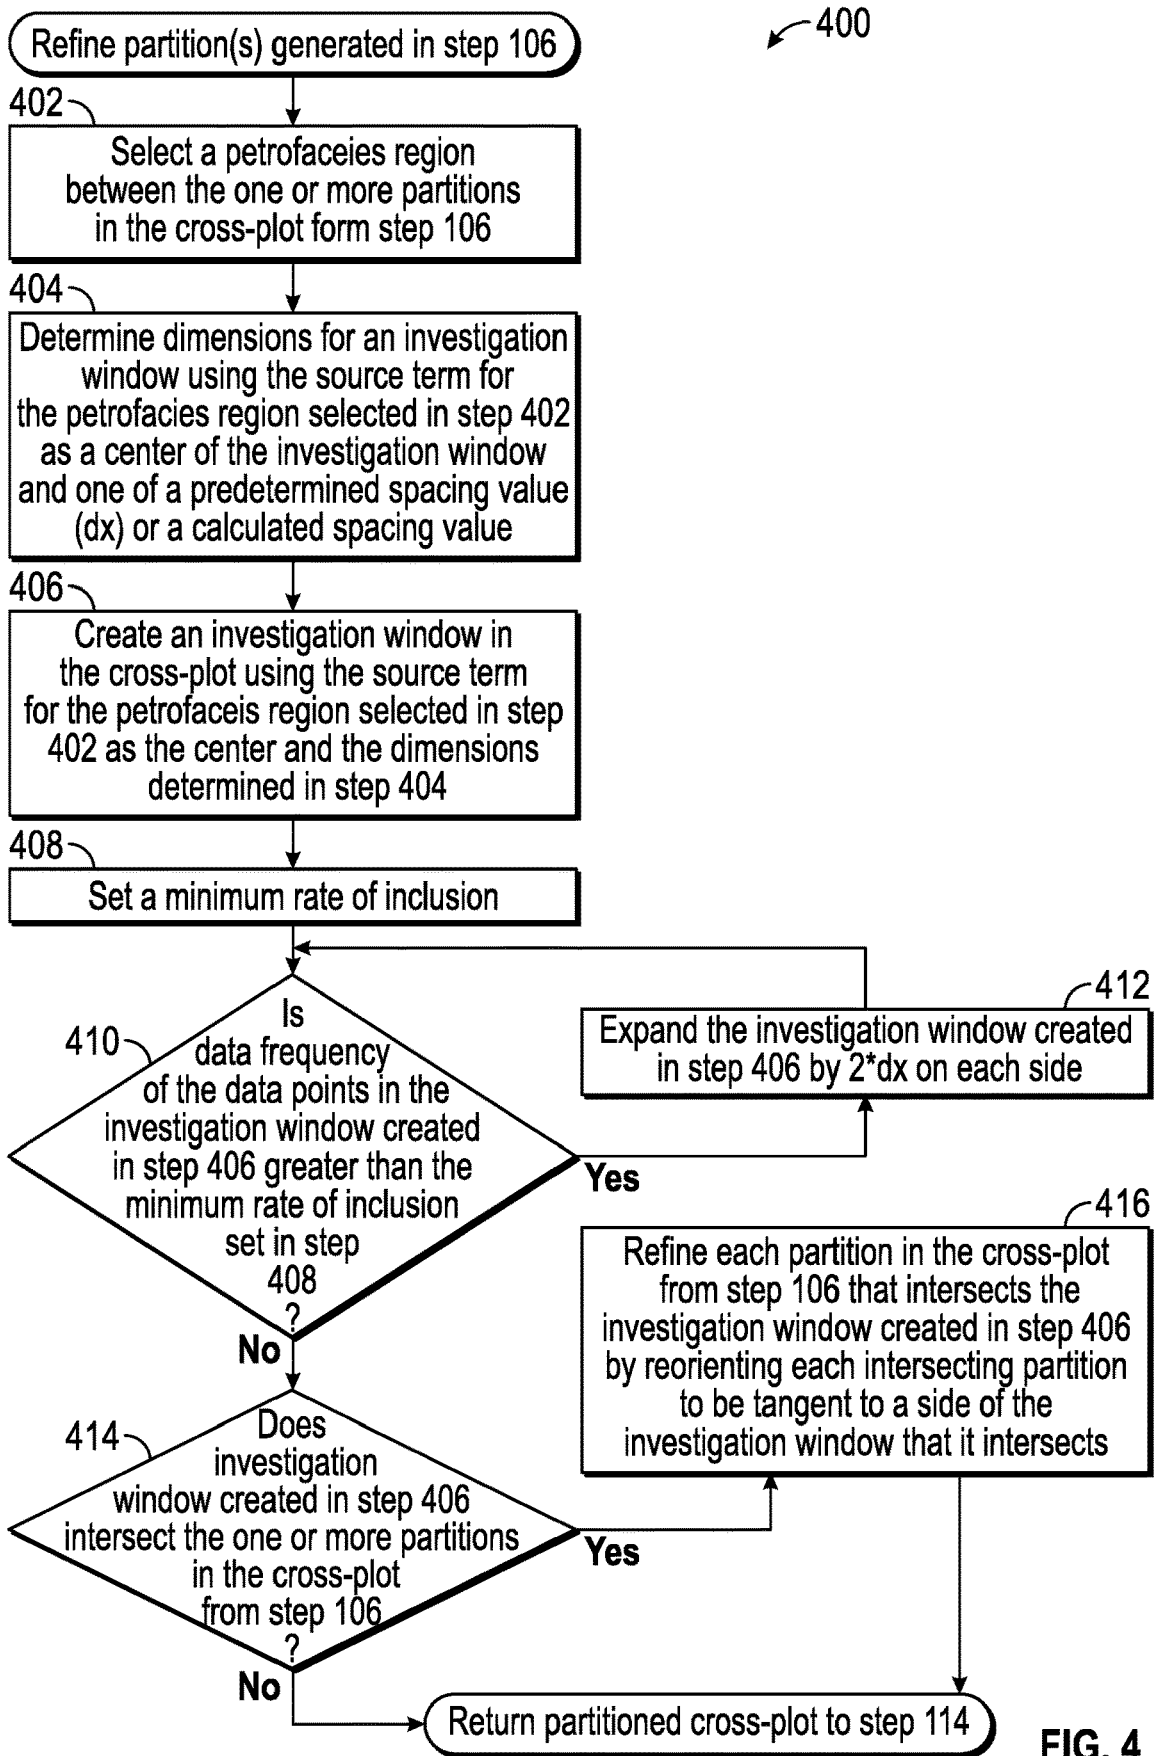 400
Refine partition(s) generated in step 106
402
Select a petrofaceies region
between the one or more partitions
in the cross-plot form step 106
404
Determine dimensions for an investigation
window using the source term for
the petrofacies region selected in step 402
as a center of the investigation window
and one of a predetermined spacing value
(dx) or a calculated spacing value
406
Create an investigation window in
the cross-plot using the source term
for the petrofaceis region selected in step
402 as the center and the dimensions
determined in step 404
408
Set a minimum rate of inclusion
410
Is
data frequency
of the data points in the
investigation window created
in step 406 greater than the
minimum rate of inclusion
set in step
408
?
Yes
No
412
Expand the investigation window created
in step 406 by 2*dx on each side
414
Does
investigation
window created in step 406
intersect the one or more partitions
in the cross-plot
from step 106
?
Yes
No
416
Refine each partition in the cross-plot
from step 106 that intersects the
investigation window created in step 406
by reorienting each intersecting partition
to be tangent to a side of the
investigation window that it intersects
Return partitioned cross-plot to step 114
FIG. 4